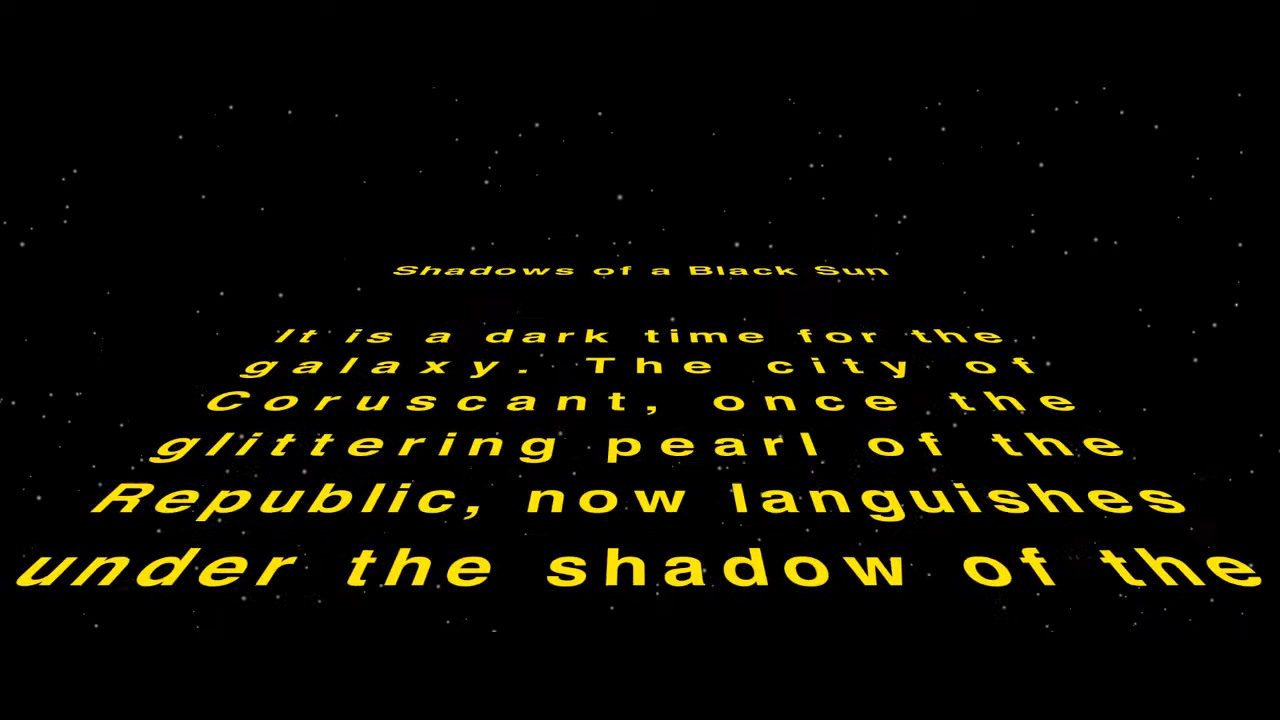 Shadows of a Black Sun
It is a dark time for the
galaxy. The city of
Coruscant, once the
glittering pearl of the
Republic, now languishes
under the shadow of the